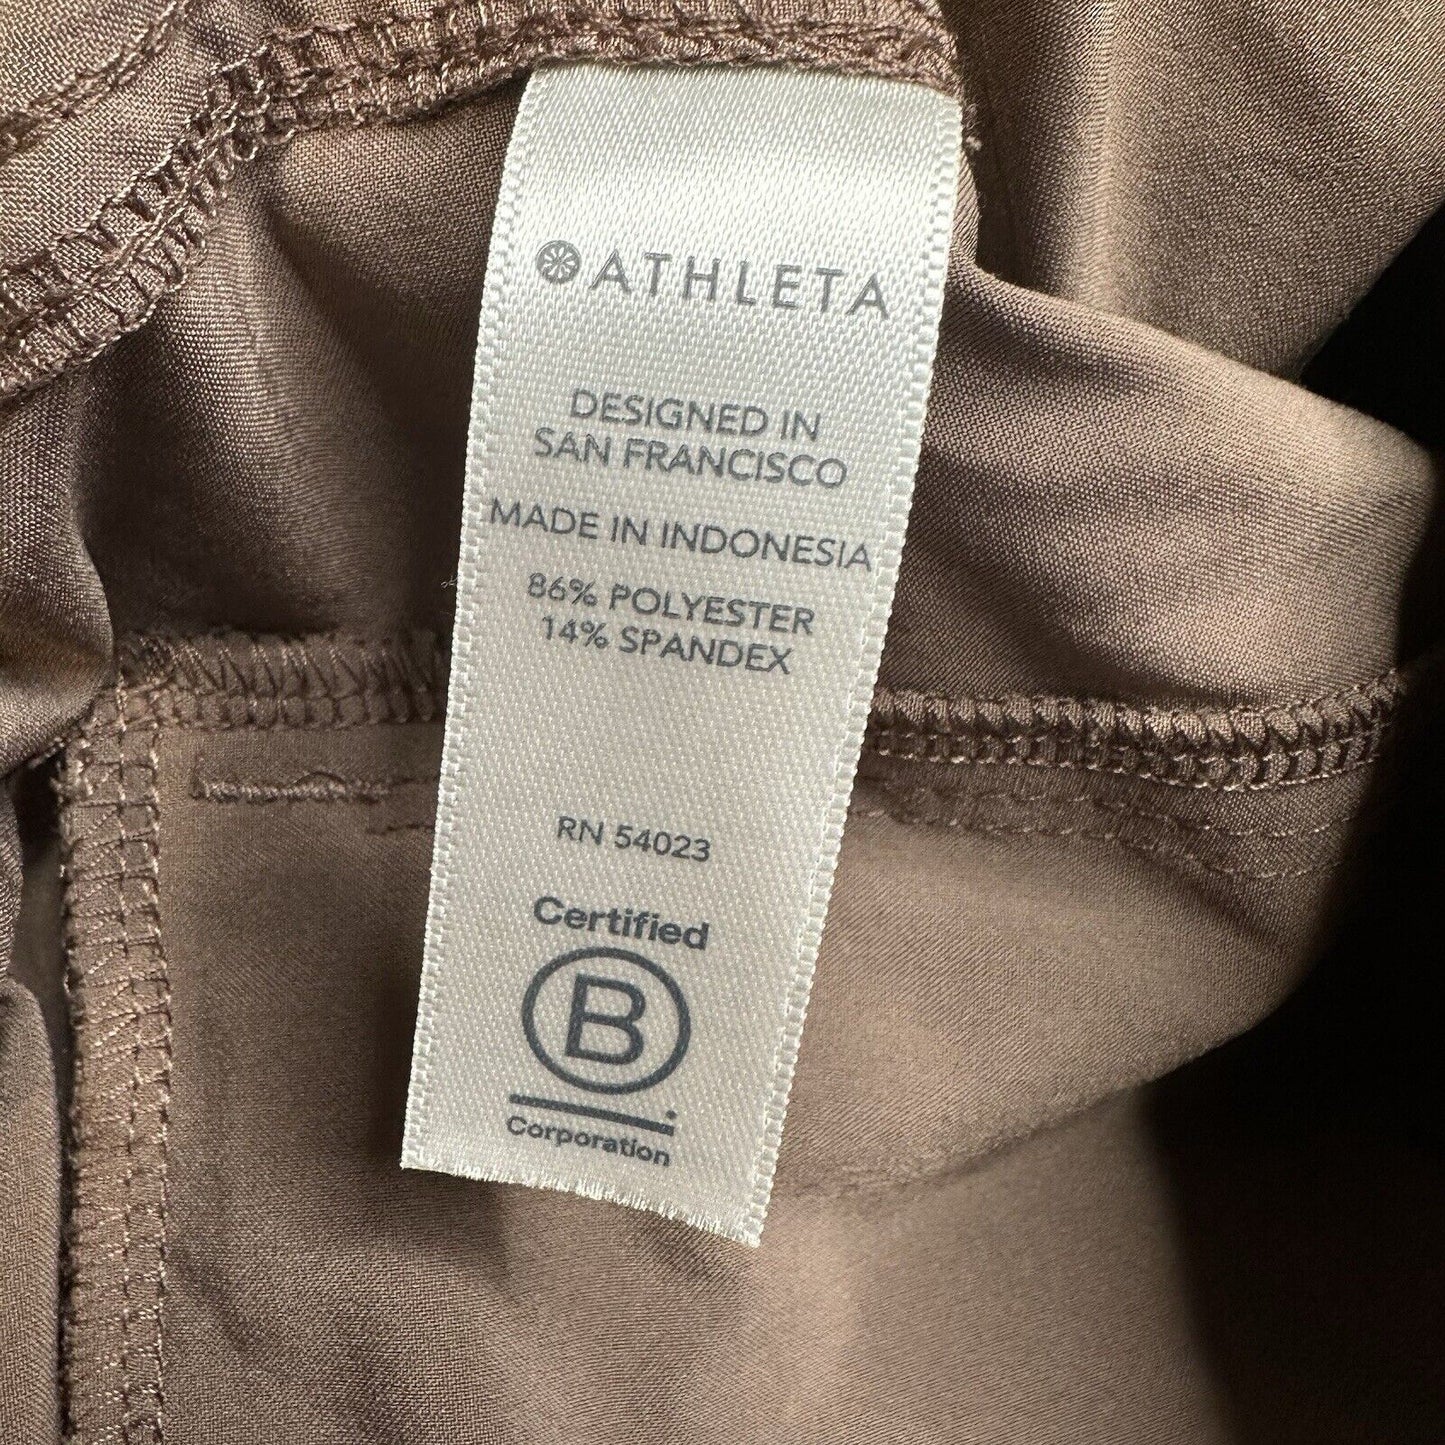 ATHLETA
DESIGNED IN
SAN FRANCISCO
MADE IN INDONESIA
86% POLYESTER
14% SPANDEX
RN 54023
Certified
B
Corporation